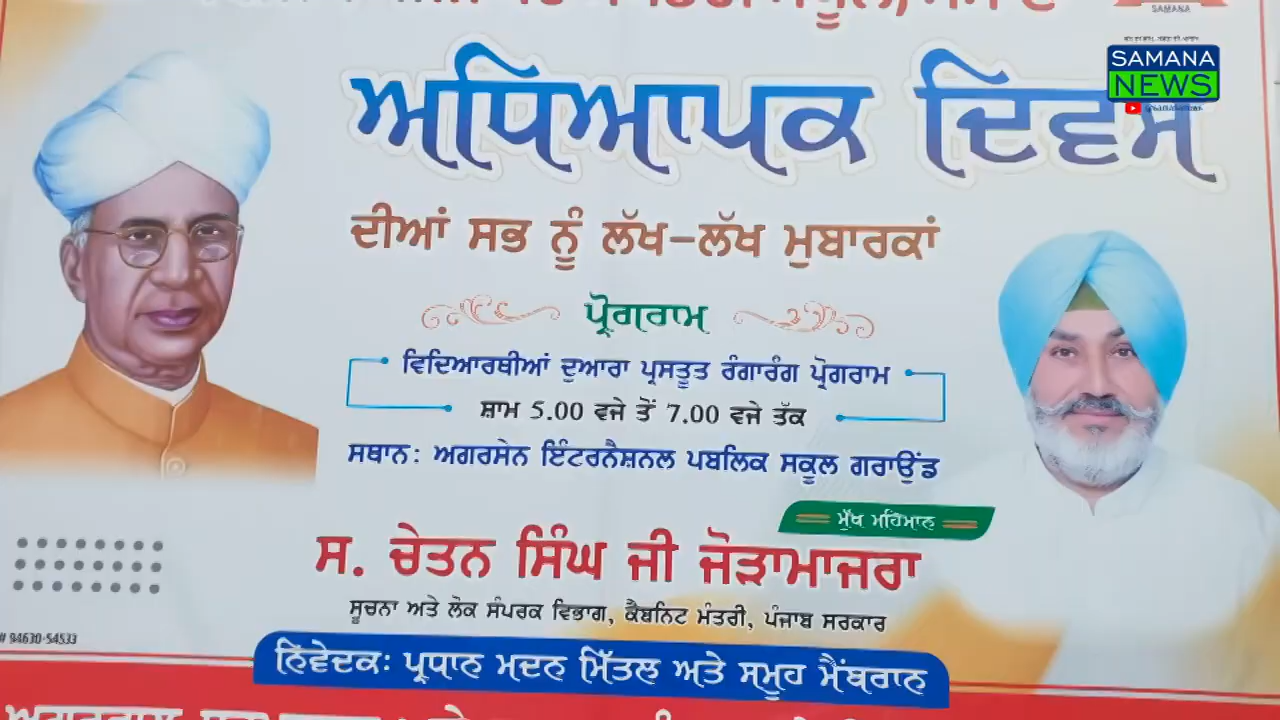 SAMANA
SAMANA
NEWS
ਅਧਿਆਪਕ ਦਿਵਸ
ਦੀਆਂ ਸਭ ਨੂੰ ਲੱਖ-ਲੱਖ ਮੁਬਾਰਕਾਂ
ਪ੍ਰੋਗਰਾਮ
ਵਿਦਿਆਰਥੀਆਂ ਦੁਆਰਾ ਪ੍ਰਸਤੂਤ ਰੰਗਾਰੰਗ ਪ੍ਰੋਗਰਾਮ
ਸ਼ਾਮ 5.00 ਵਜੇ ਤੋਂ 7.00 ਵਜੇ ਤੱਕ
ਸਥਾਨ: ਅਗਰਸੇਨ ਇੰਟਰਨੈਸ਼ਨਲ ਪਬਲਿਕ ਸਕੂਲ ਗਰਾਉਂਡ
ਮੁੱਖ ਮਹਿਮਾਨ
ਸ. ਚੇਤਨ ਸਿੰਘ ਜੀ ਜੋੜਾਮਾਜਰਾ
ਸੂਚਨਾ ਅਤੇ ਲੋਕ ਸੰਪਰਕ ਵਿਭਾਗ, ਕੈਬਨਿਟ ਮੰਤਰੀ, ਪੰਜਾਬ ਸਰਕਾਰ
# 94630-54533
ਨਿਵੇਦਕ: ਪ੍ਰਧਾਨ ਮਦਨ ਮਿੱਤਲ ਅਤੇ ਸਮੂਹ ਮੈਂਬਰਾਨ